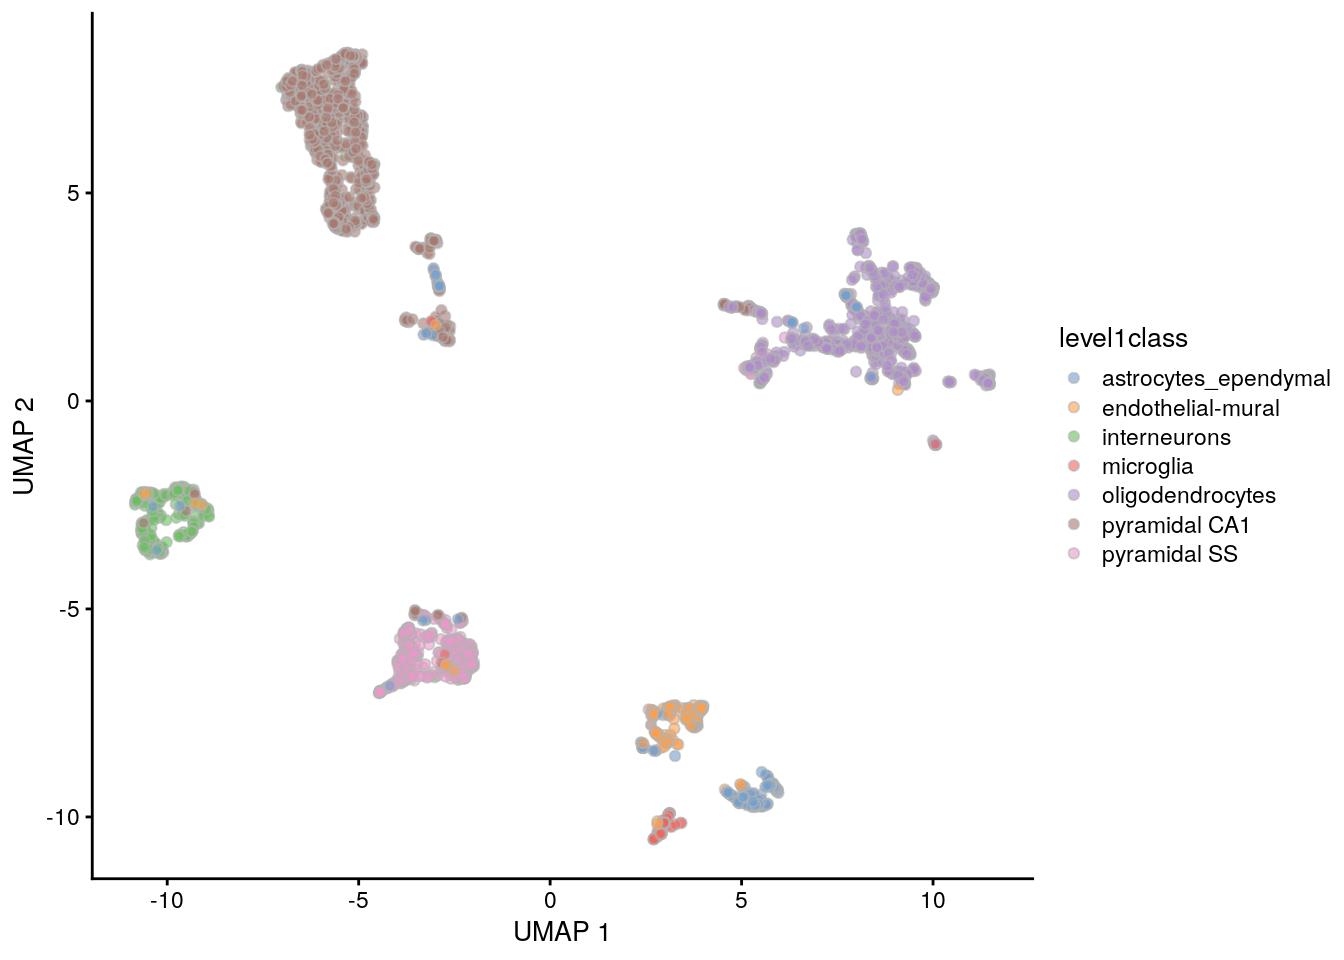 5
0
-5
-10
UMAP 2
-10
-5
0
5
10
UMAP 1
level1class
astrocytes_ependymal
endothelial-mural
interneurons
microglia
oligodendrocytes
pyramidal CA1
pyramidal SS